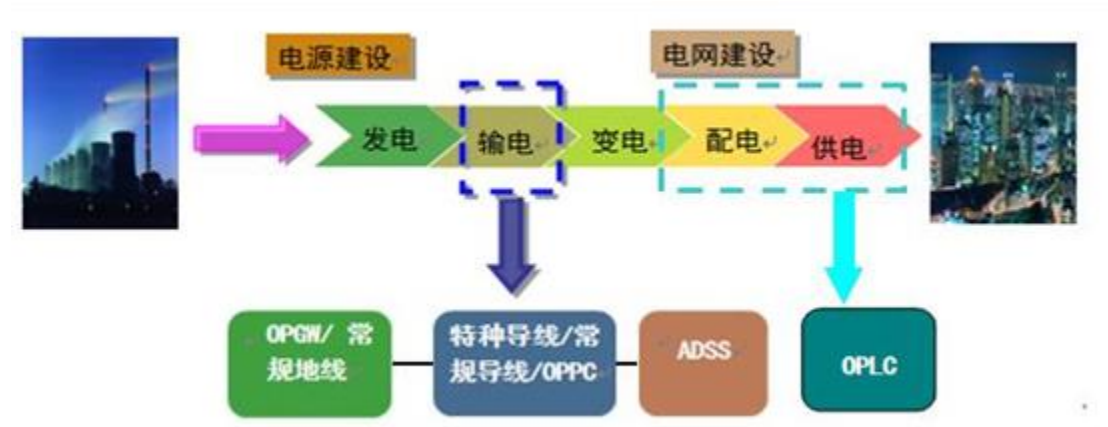 电源建设
电网建设
发电
输电
变电
配电
供电
OPGW/ 常
规地线
特种导线/常
规导线/OPPC
ADSS
OPLC